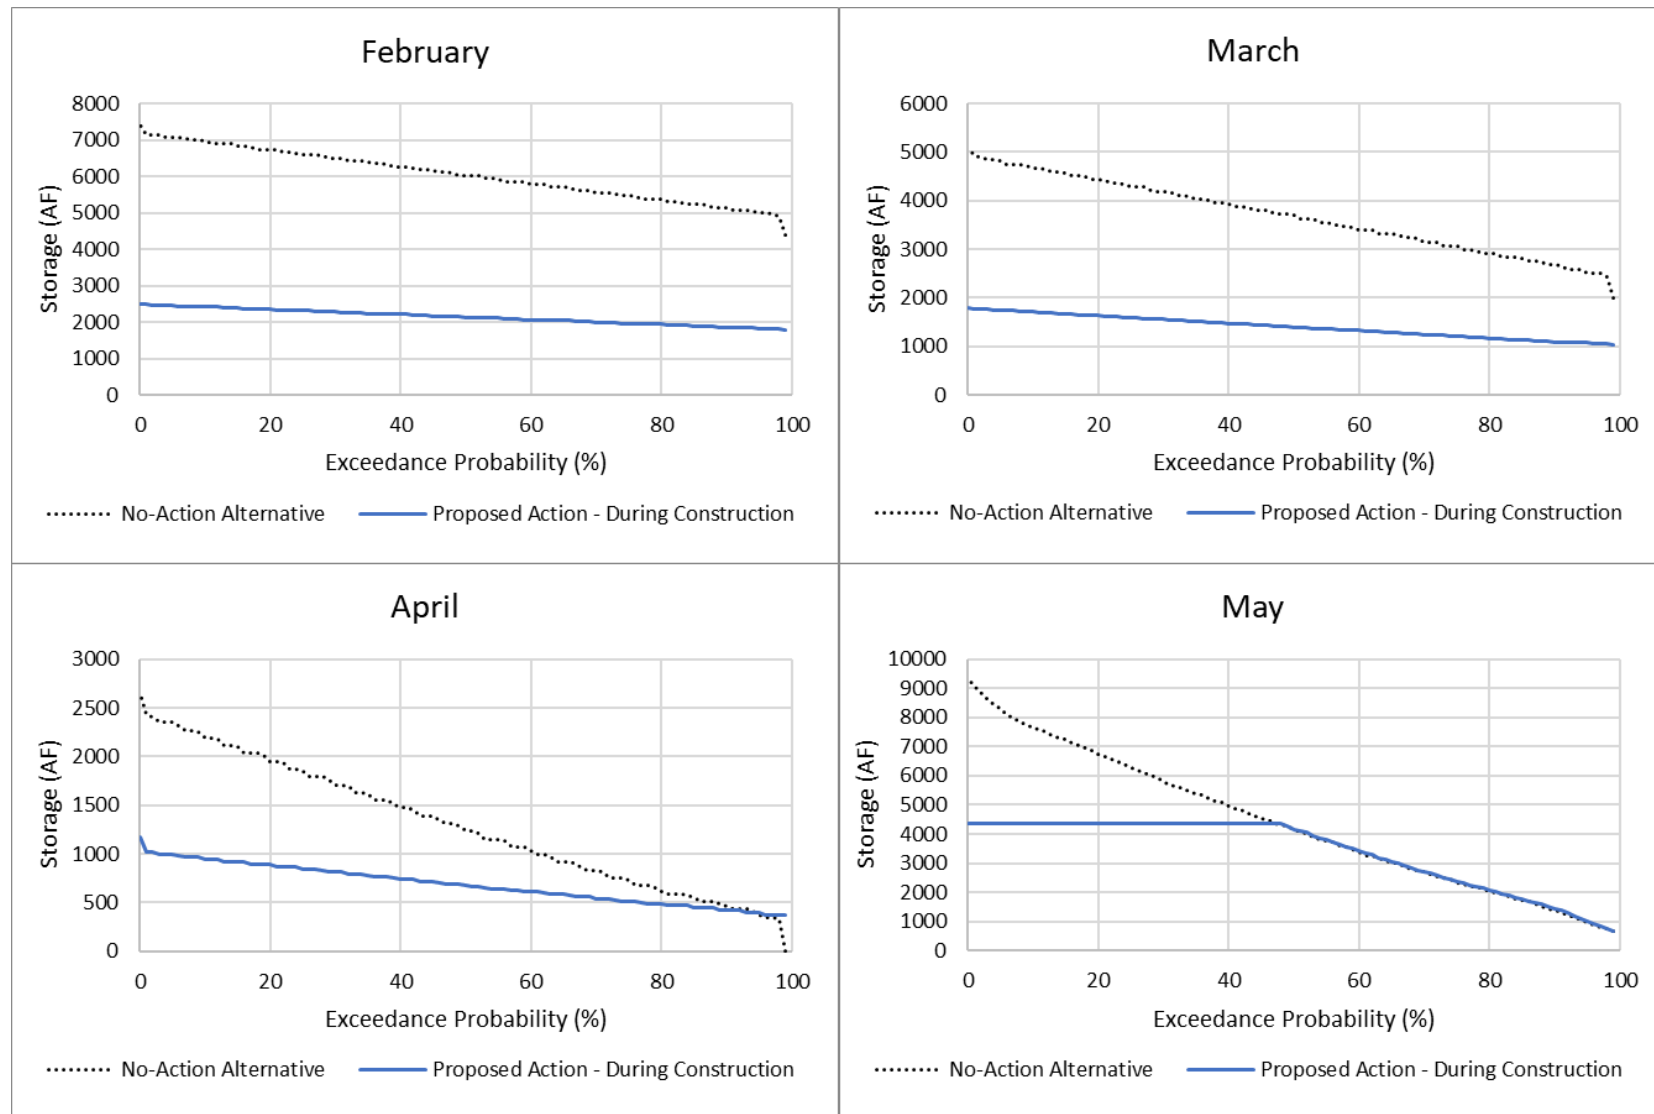 February
8000
7000
6000
5000
4000
3000
2000
1000
0
Storage (AF)
0 20 40 60 80 100
Exceedance Probability (%)
No-Action Alternative Proposed Action - During Construction
March
6000
5000
4000
3000
2000
1000
0
Storage (AF)
0 20 40 60 80 100
Exceedance Probability (%)
No-Action Alternative Proposed Action - During Construction
April
3000
2500
2000
1500
1000
500
0
Storage (AF)
0 20 40 60 80 100
Exceedance Probability (%)
No-Action Alternative Proposed Action - During Construction
May
10000
9000
8000
7000
6000
5000
4000
3000
2000
1000
0
Storage (AF)
0 20 40 60 80 100
Exceedance Probability (%)
No-Action Alternative Proposed Action - During Construction